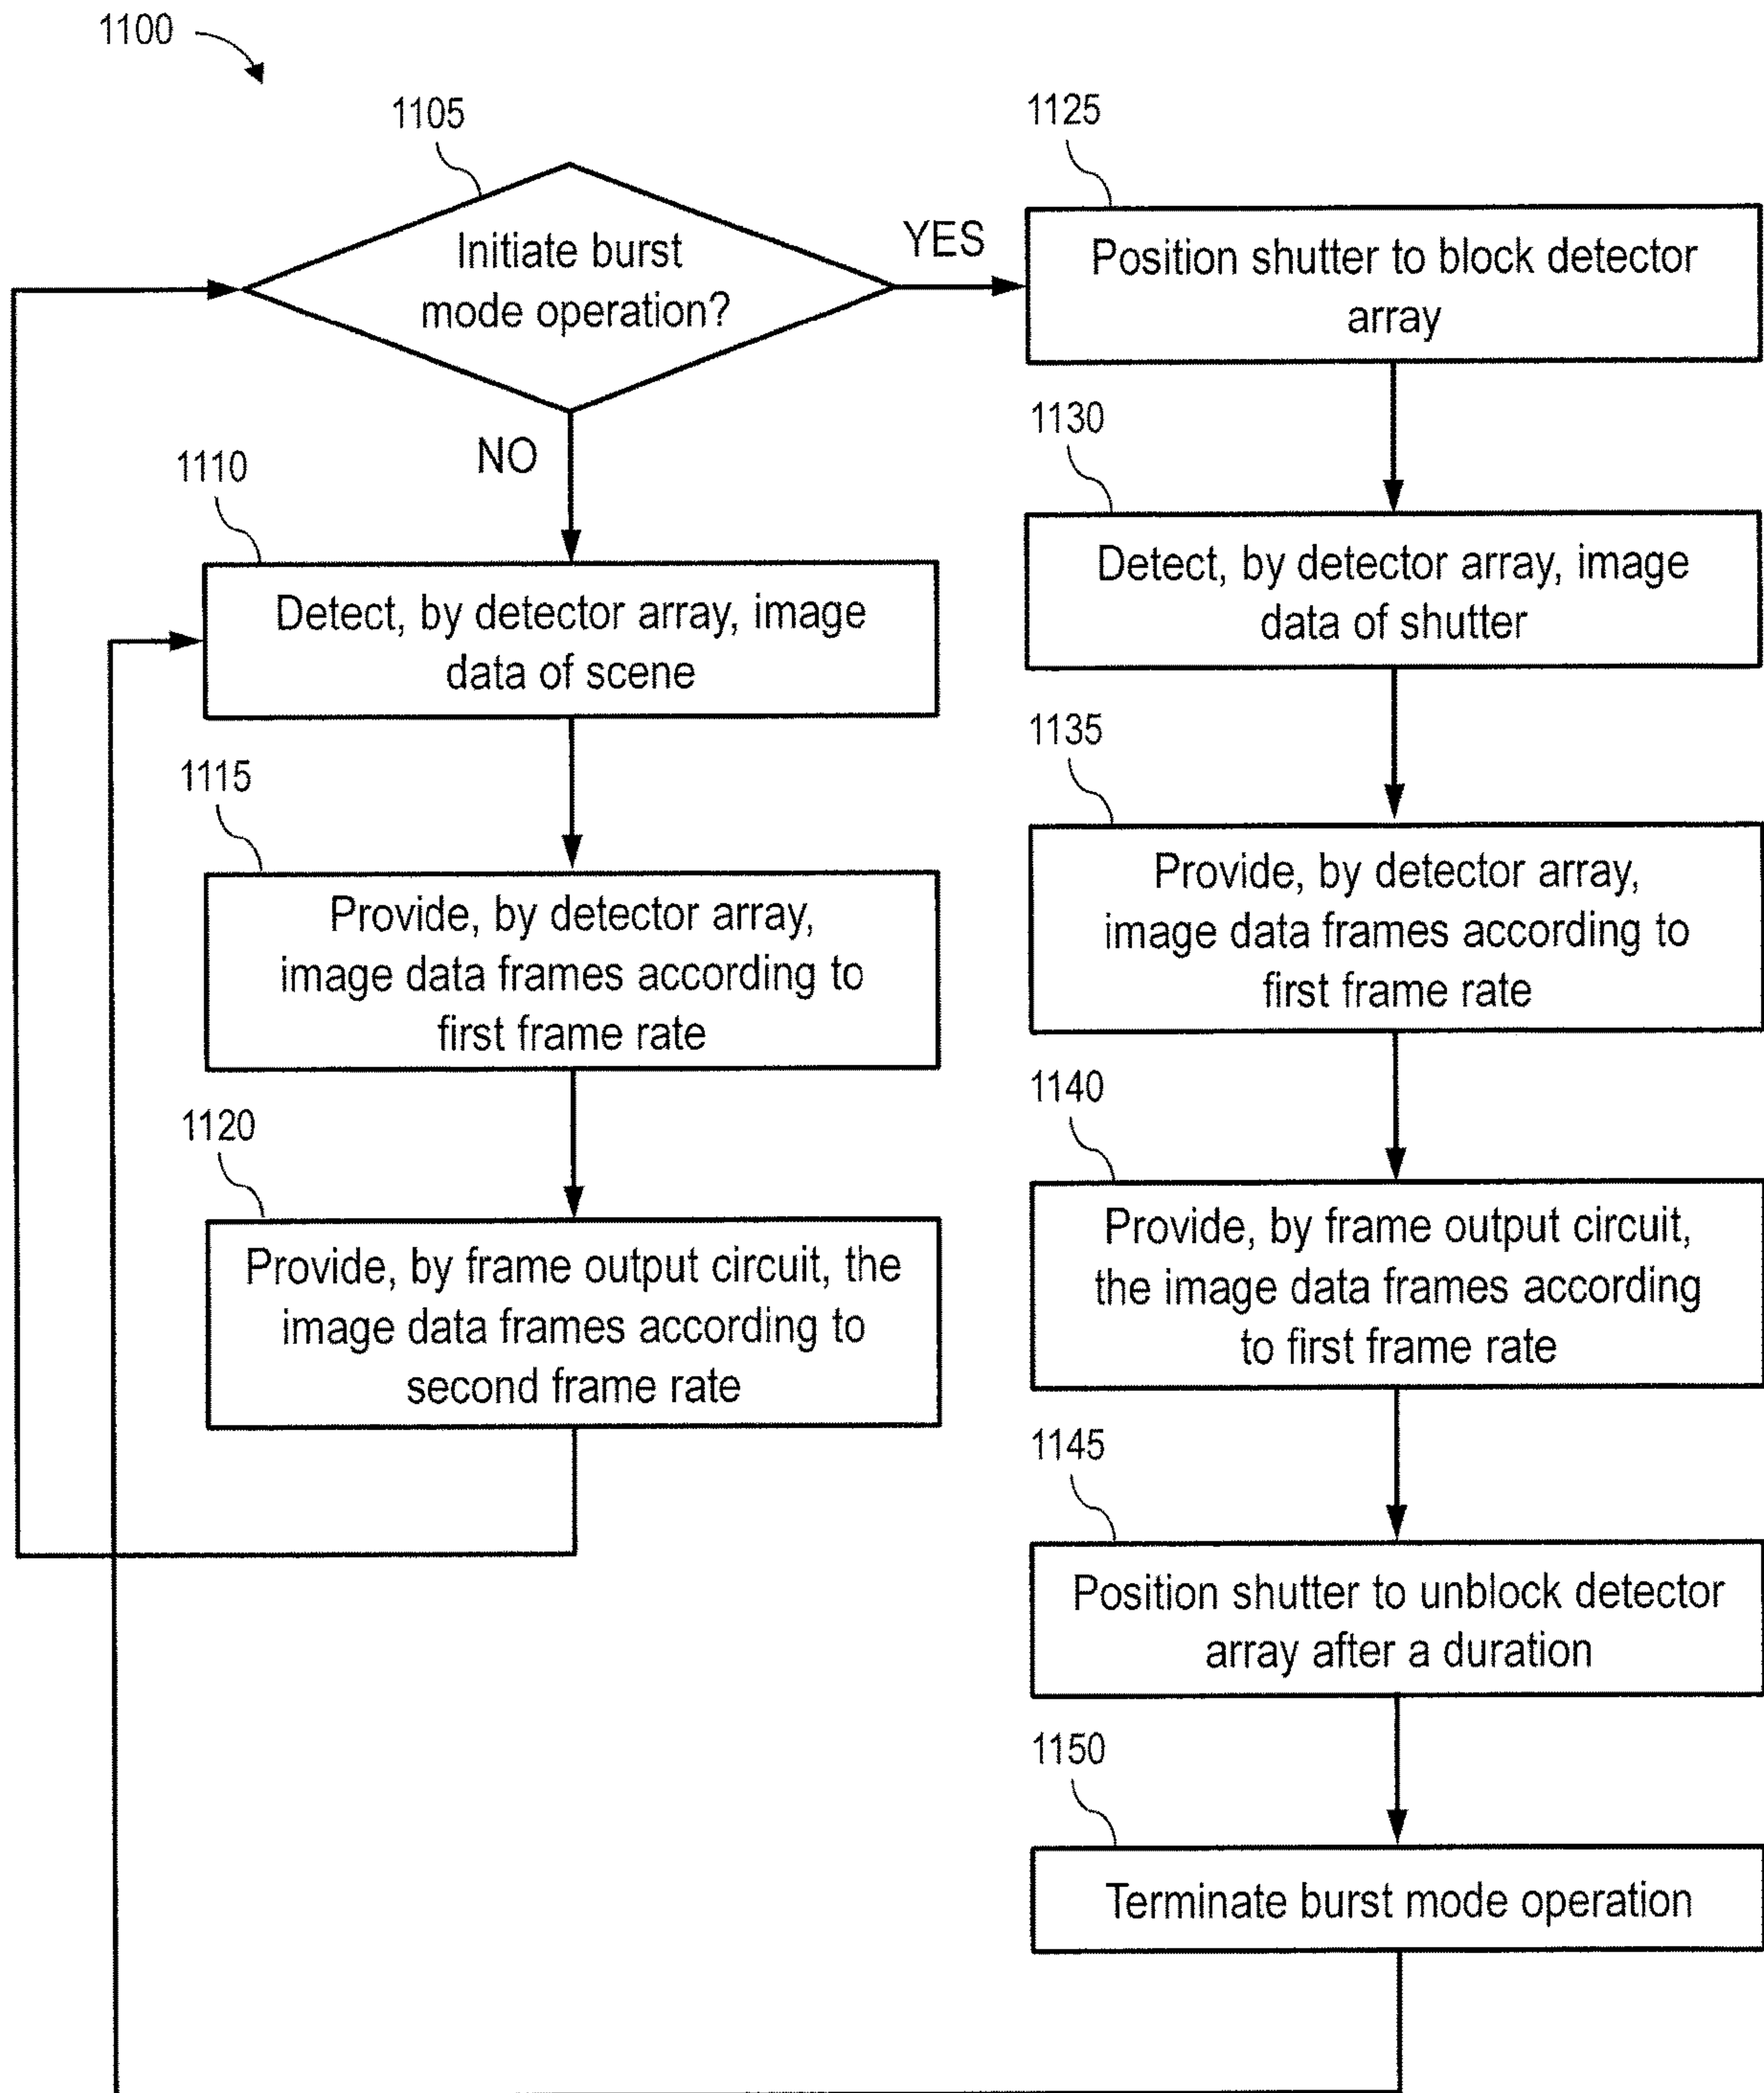 1100
1105
Initiate burst
mode operation?
YES
NO
1110
Detect, by detector array, image
data of scene
1115
Provide, by detector array,
image data frames according to
first frame rate
1120
Provide, by frame output circuit, the
image data frames according to
second frame rate
1125
Position shutter to block detector
array
1130
Detect, by detector array, image
data of shutter
1135
Provide, by detector array,
image data frames according to
first frame rate
1140
Provide, by frame output circuit,
the image data frames according
to first frame rate
1145
Position shutter to unblock detector
array after a duration
1150
Terminate burst mode operation